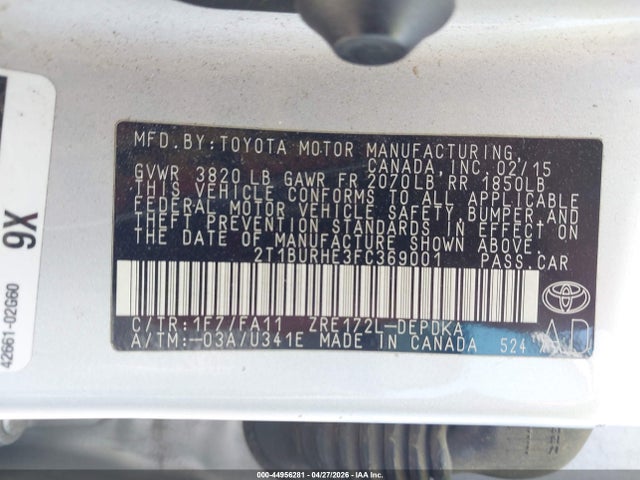 MFD. BY: TOYOTA MOTOR MANUFACTURING,
CANADA, INC. 02/15
GVWR 3820 LB GAWR FR 2070LB RR 1850LB
THIS VEHICLE CONFORMS TO ALL APPLICABLE
FEDERAL MOTOR VEHICLE SAFETY, BUMPER AND
THEFT PREVENTION STANDARDS IN EFFECT ON
THE DATE OF MANUFACTURE SHOWN ABOVE.
2T1BURHE3FC369001 PASS.CAR
C/TR:1F7/FA11 ZRE172L-DEPDKA
A/TM:-03A/U341E MADE IN CANADA 524
AD
9X
42661-02G60
000-44956281 - 04/27/2026 - IAA Inc.